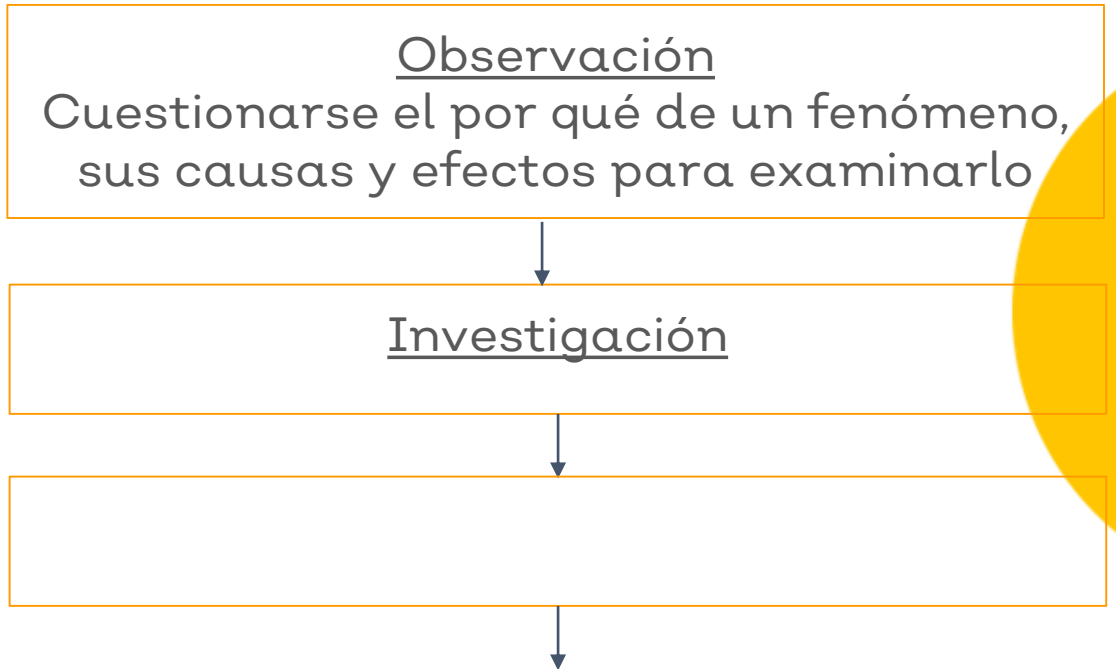 Observación
Cuestionarse el por qué de un fenómeno,
sus causas y efectos para examinarlo
Investigación